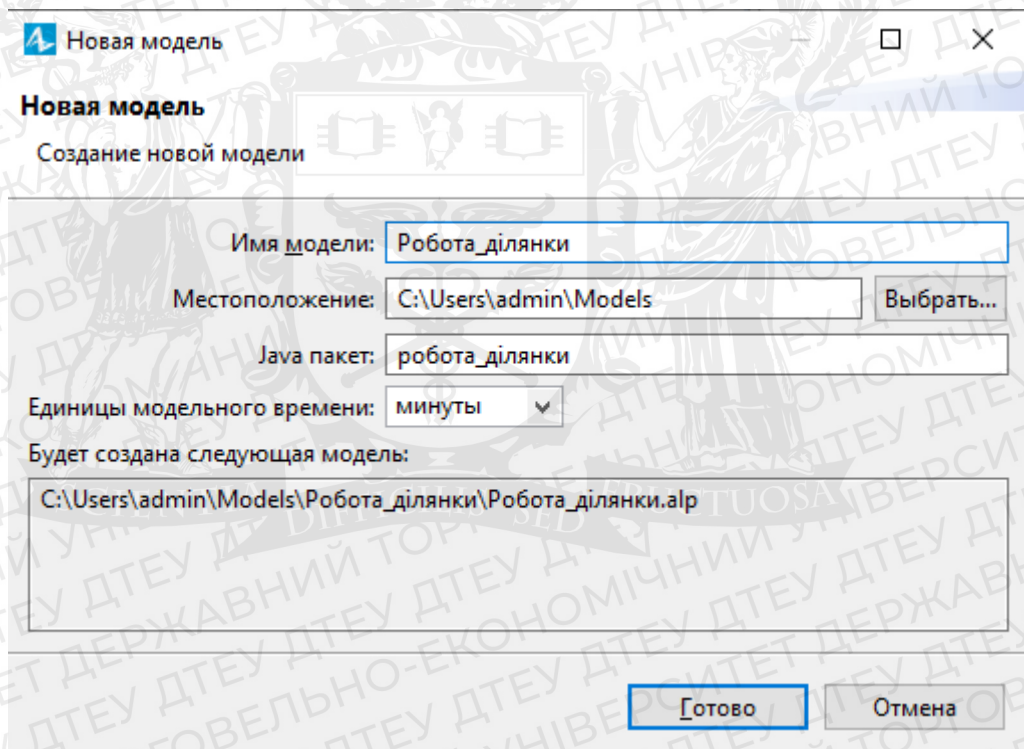 Новая модель
Новая модель
Создание новой модели
Имя модели: Робота_ділянки
Местоположение: C:\Users\admin\Models Выбрать...
Java пакет: робота_ділянки
Единицы модельного времени: минуты
Будет создана следующая модель:
C:\Users\admin\Models\Робота_ділянки\Робота_ділянки.alp
Готово Отмена